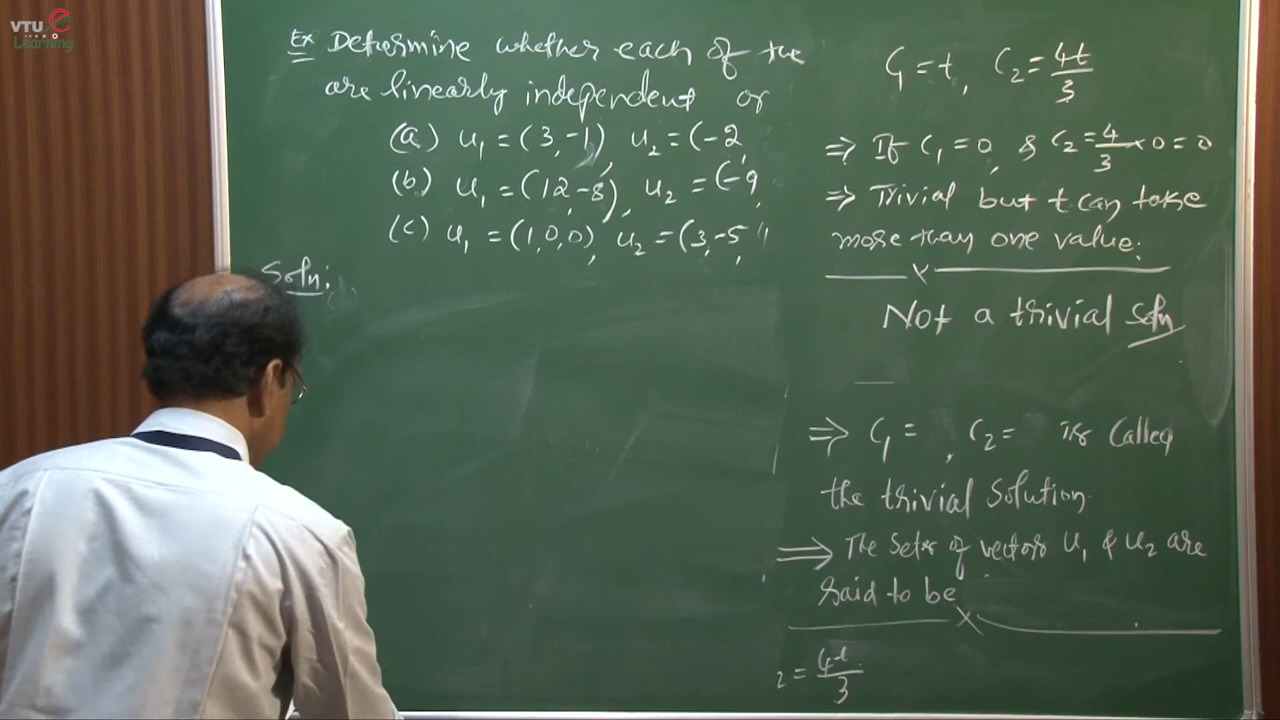 VTU e
Learning
Ex Determine whether each of the
are linearly independent or
(a) u₁ = (3,-1), u₂ = (-2,
(b) u₁ = (12,-8), u₂ = (-9,
(c) u₁ = (1,0,0), u₂ = (3,-5,
Soln:
C₁ = t, C₂ = 4t/3
⇒ If C₁ = 0, & C₂ = 4/3 × 0 = 0
⇒ Trivial but t can take
more than one value:
Not a trivial Soln
⇒ C₁ = , C₂ = is Called
the trivial Solution.
⇒ The Sets of vectors u₁ & u₂ are
said to be
₂ = 4t/3